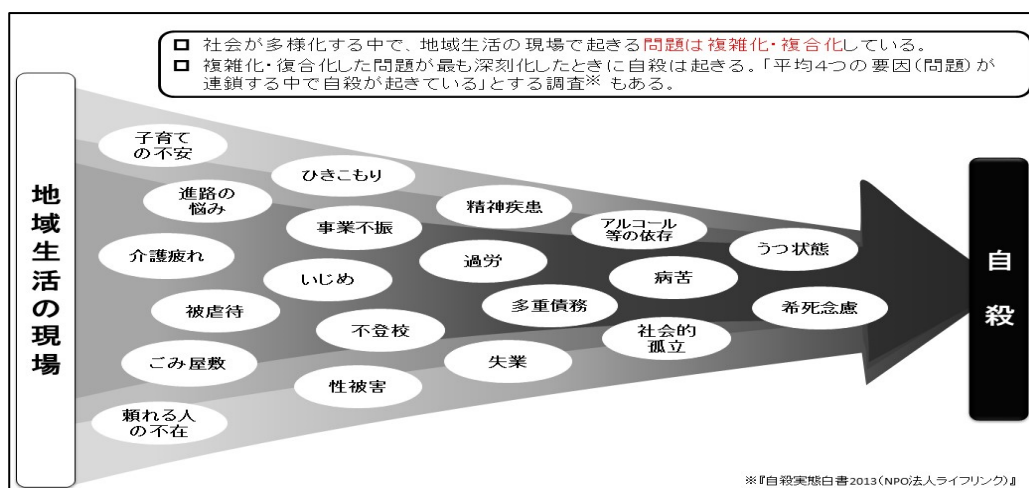 □ 社会が多様化する中で、地域生活の現場で起きる問題は複雑化・複合化している。
□ 複雑化・復合化した問題が最も深刻化したときに自殺は起きる。「平均4つの要因(問題)が
連鎖する中で自殺が起きている」とする調査※ もある。
地域生活の現場
子育て
の不安
進路の
悩み
介護疲れ
被虐待
ごみ屋敷
頼れる人
の不在
ひきこもり
事業不振
いじめ
不登校
性被害
精神疾患
過労
多重債務
失業
アルコール
等の依存
病苦
社会的
孤立
うつ状態
希死念慮
自殺
※『自殺実態白書2013(NPO法人ライフリンク)』